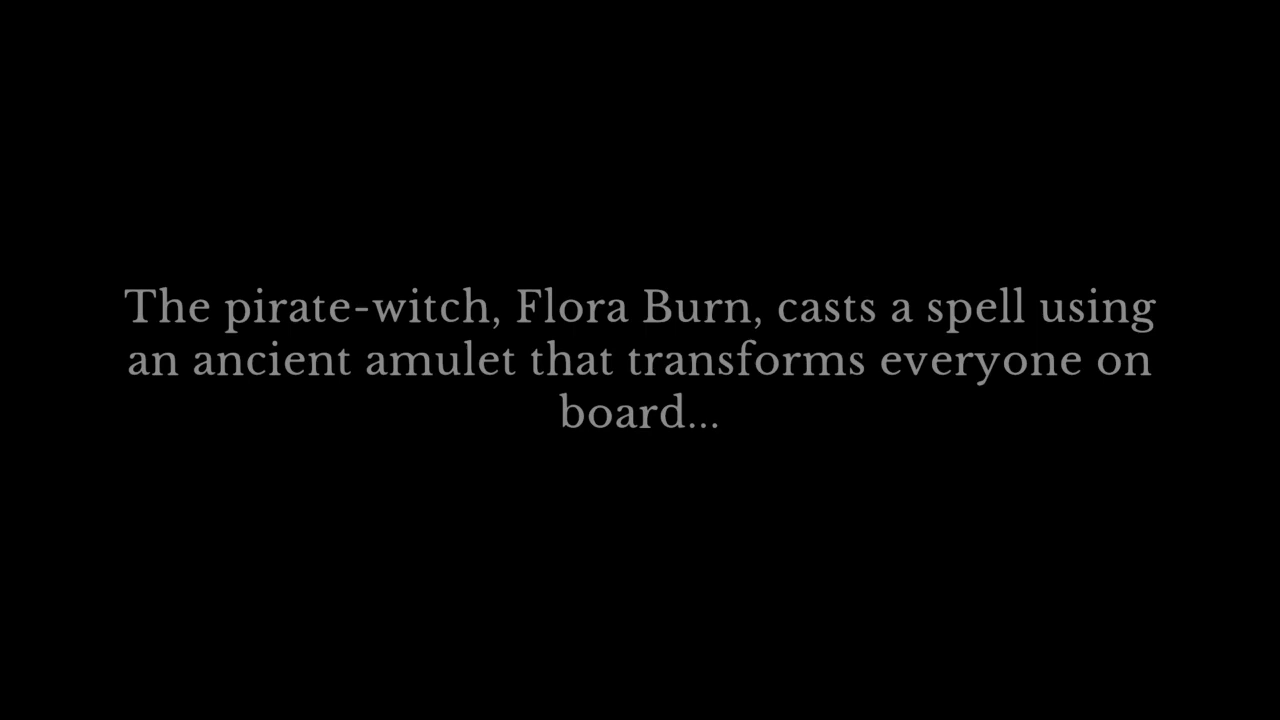 The pirate-witch, Flora Burn, casts a spell using
an ancient amulet that transforms everyone on
board...